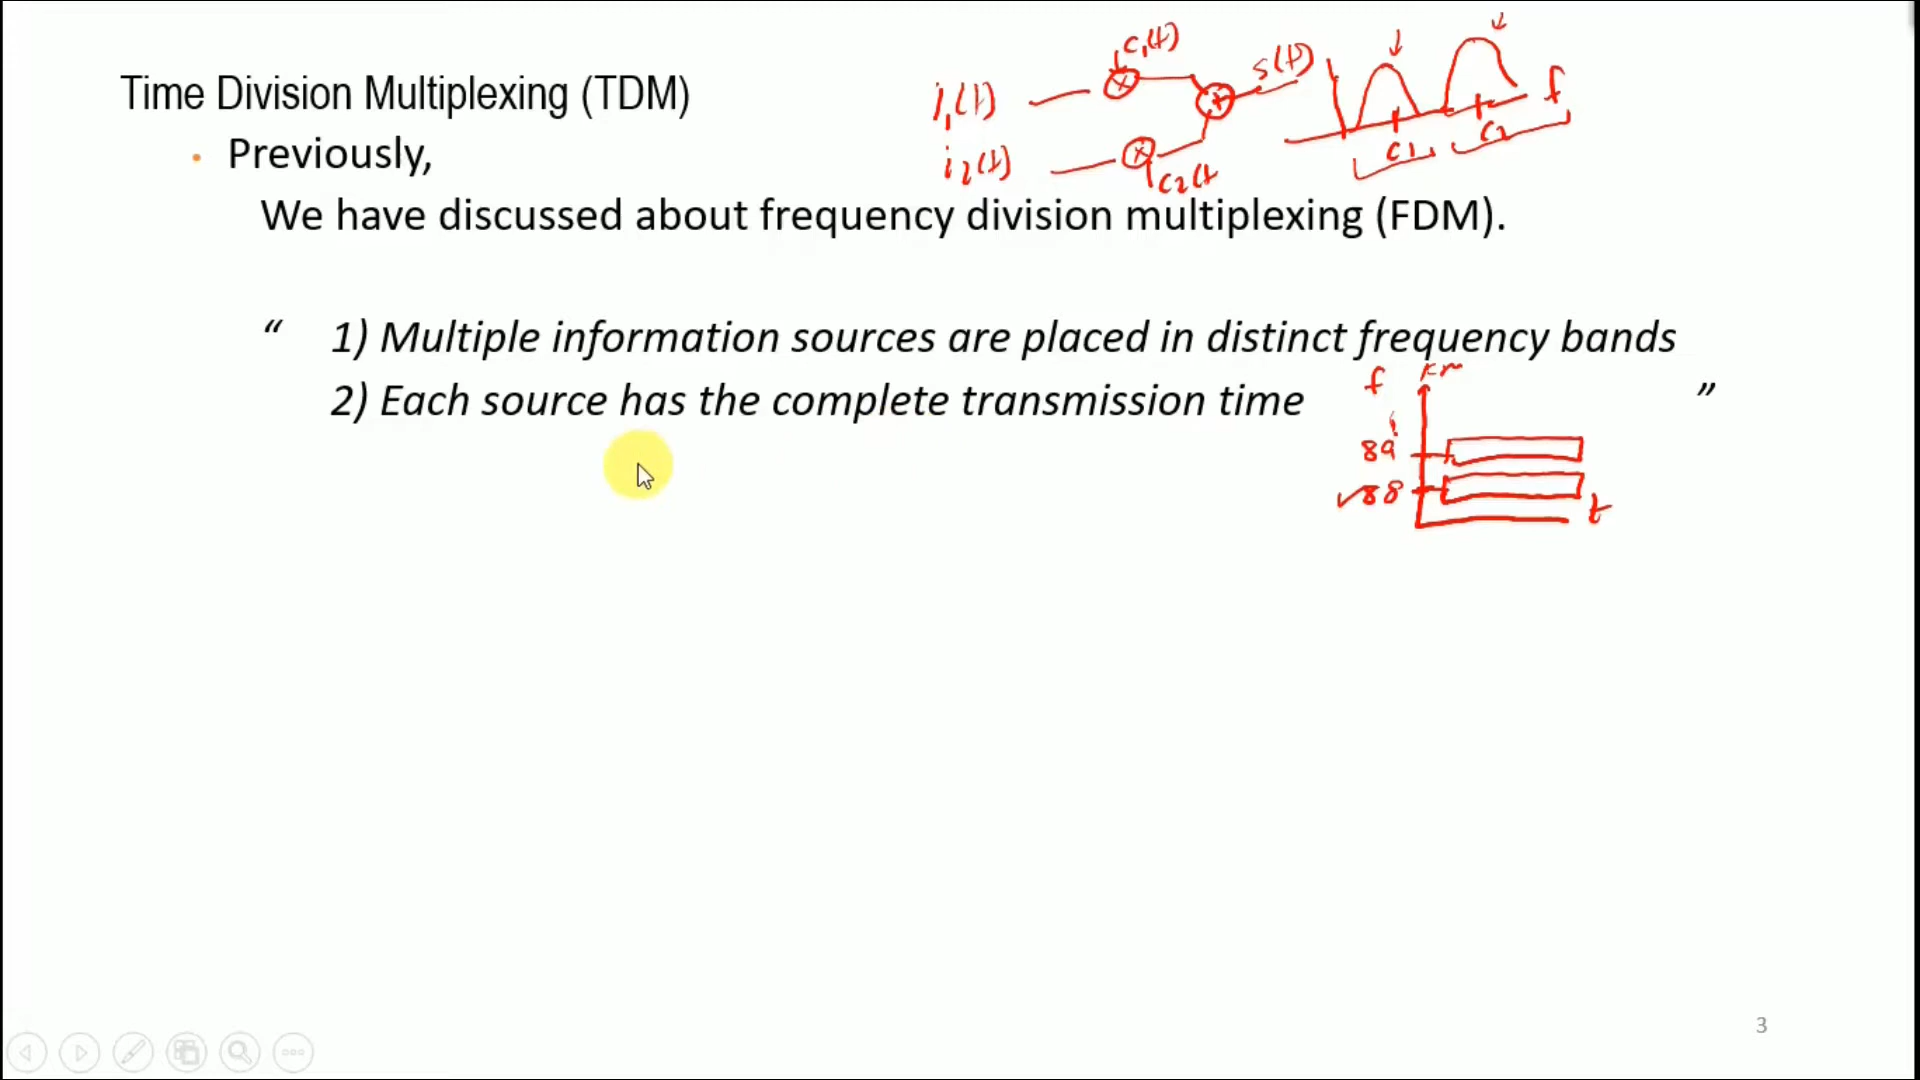 Time Division Multiplexing (TDM)
• Previously,
We have discussed about frequency division multiplexing (FDM).
“ 1) Multiple information sources are placed in distinct frequency bands
2) Each source has the complete transmission time ”
i₁(t)
c₁(t)
s(t)
i₂(t)
c₂(t
c1
c2
f
f
89
88
t
3